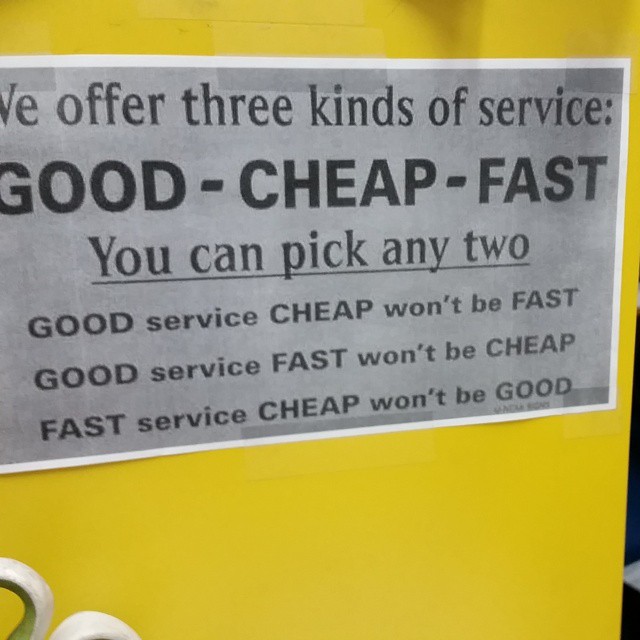 We offer three kinds of service:
GOOD - CHEAP - FAST
You can pick any two
GOOD service CHEAP won't be FAST
GOOD service FAST won't be CHEAP
FAST service CHEAP won't be GOOD